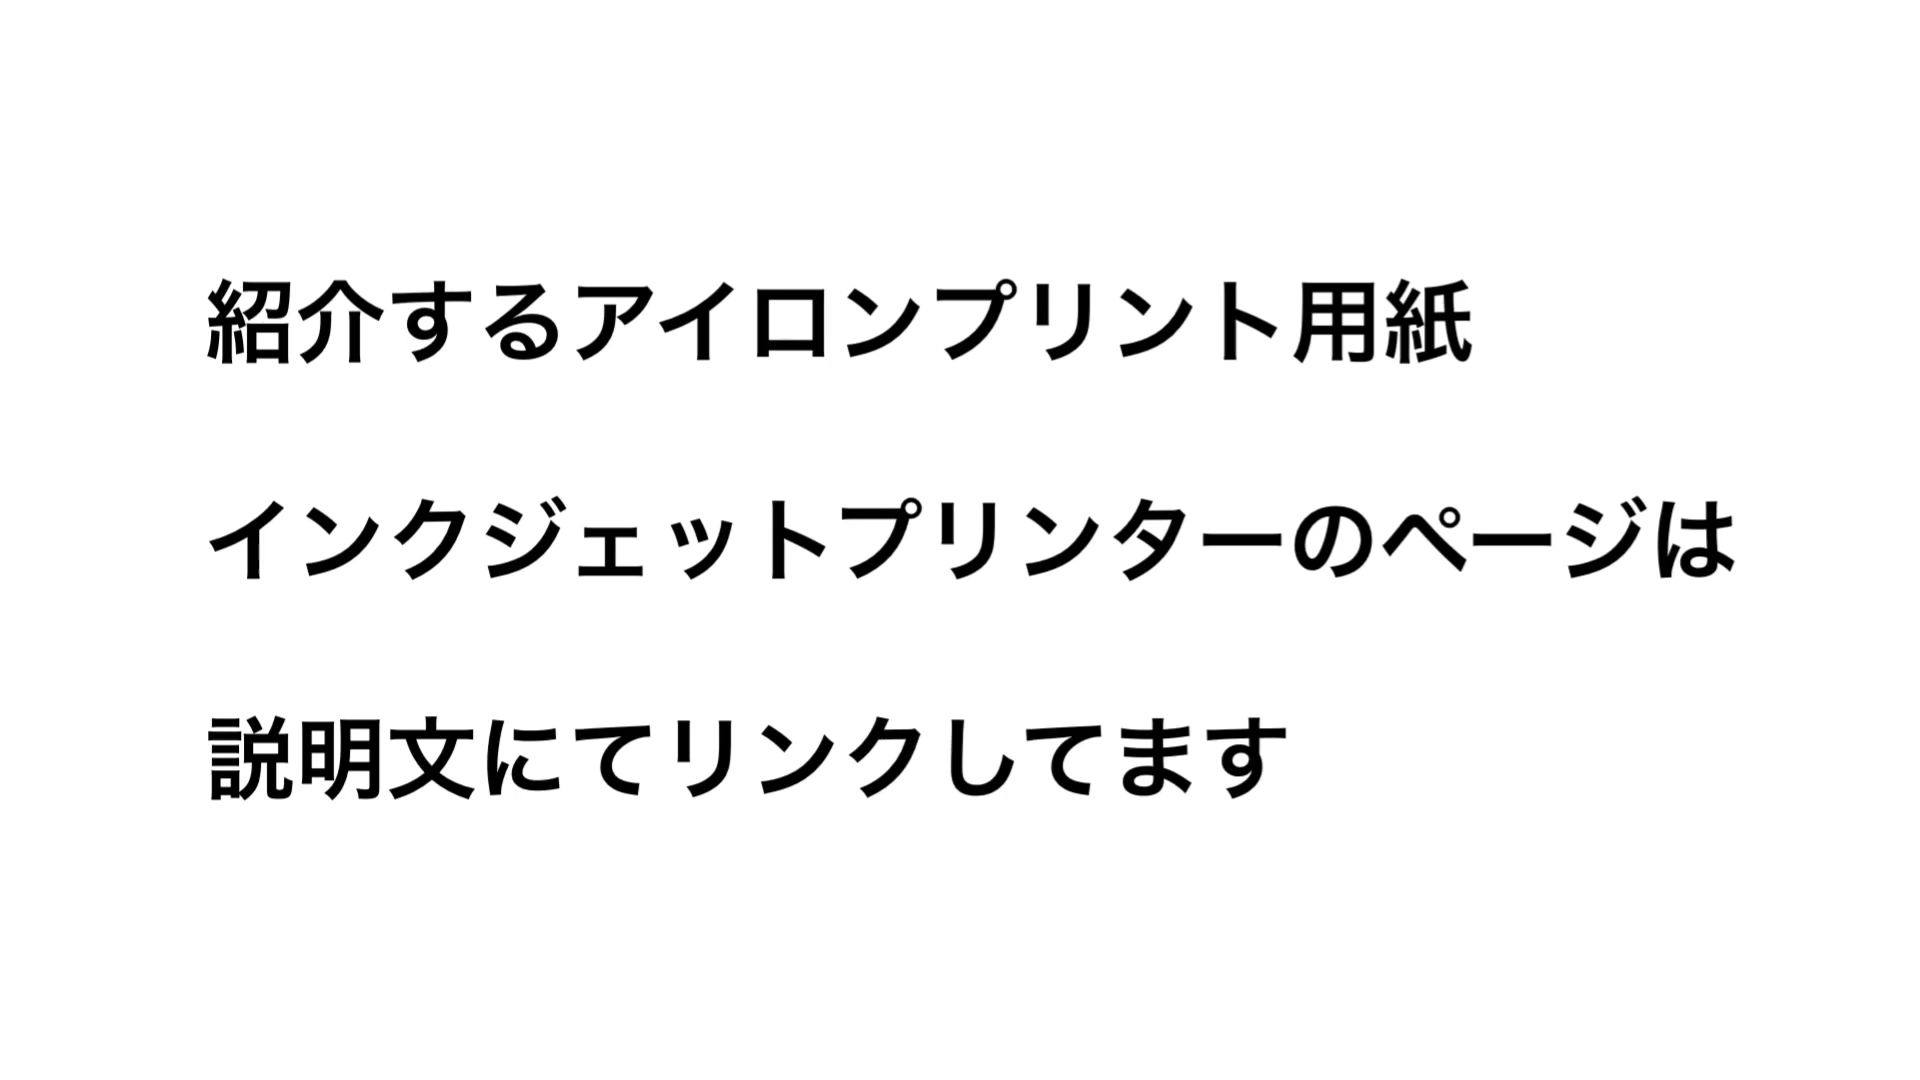 紹介するアイロンプリント用紙
インクジェットプリンターのページは
説明文にてリンクしてます